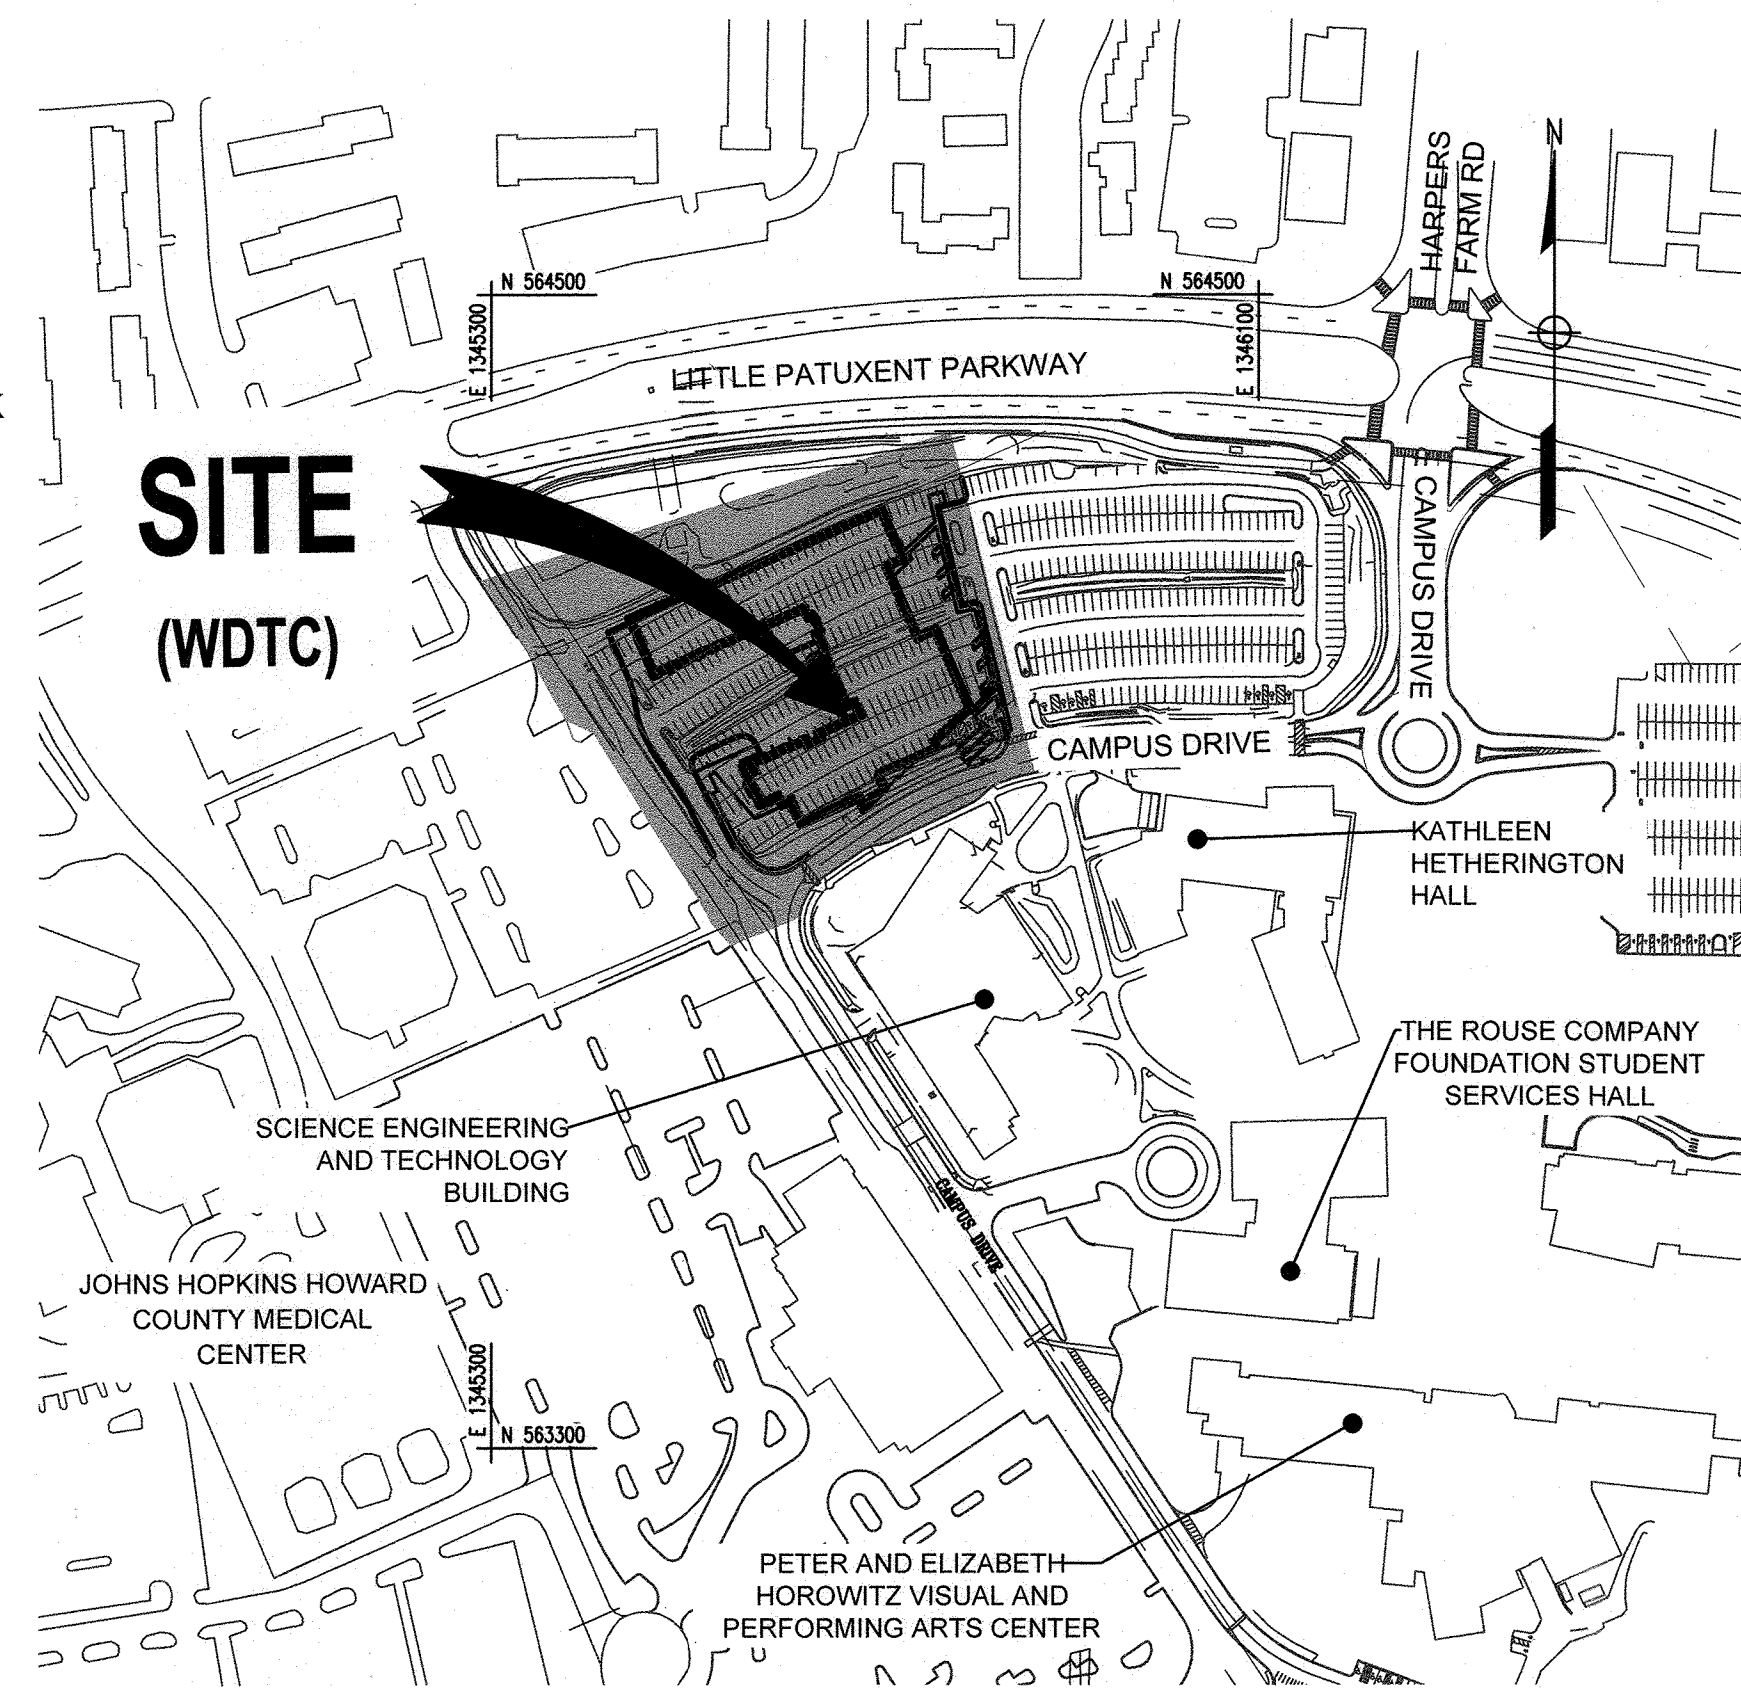 N
HARPERS
FARM RD
N 564500
E 1345300
N 564500
E 1346100
LITTLE PATUXENT PARKWAY
SITE
(WDTC)
CAMPUS DRIVE
CAMPUS DRIVE
KATHLEEN
HETHERINGTON
HALL
THE ROUSE COMPANY
FOUNDATION STUDENT
SERVICES HALL
SCIENCE ENGINEERING
AND TECHNOLOGY
BUILDING
CAMPUS DRIVE
JOHNS HOPKINS HOWARD
COUNTY MEDICAL
CENTER
E 1345300
N 563300
PETER AND ELIZABETH
HOROWITZ VISUAL AND
PERFORMING ARTS CENTER